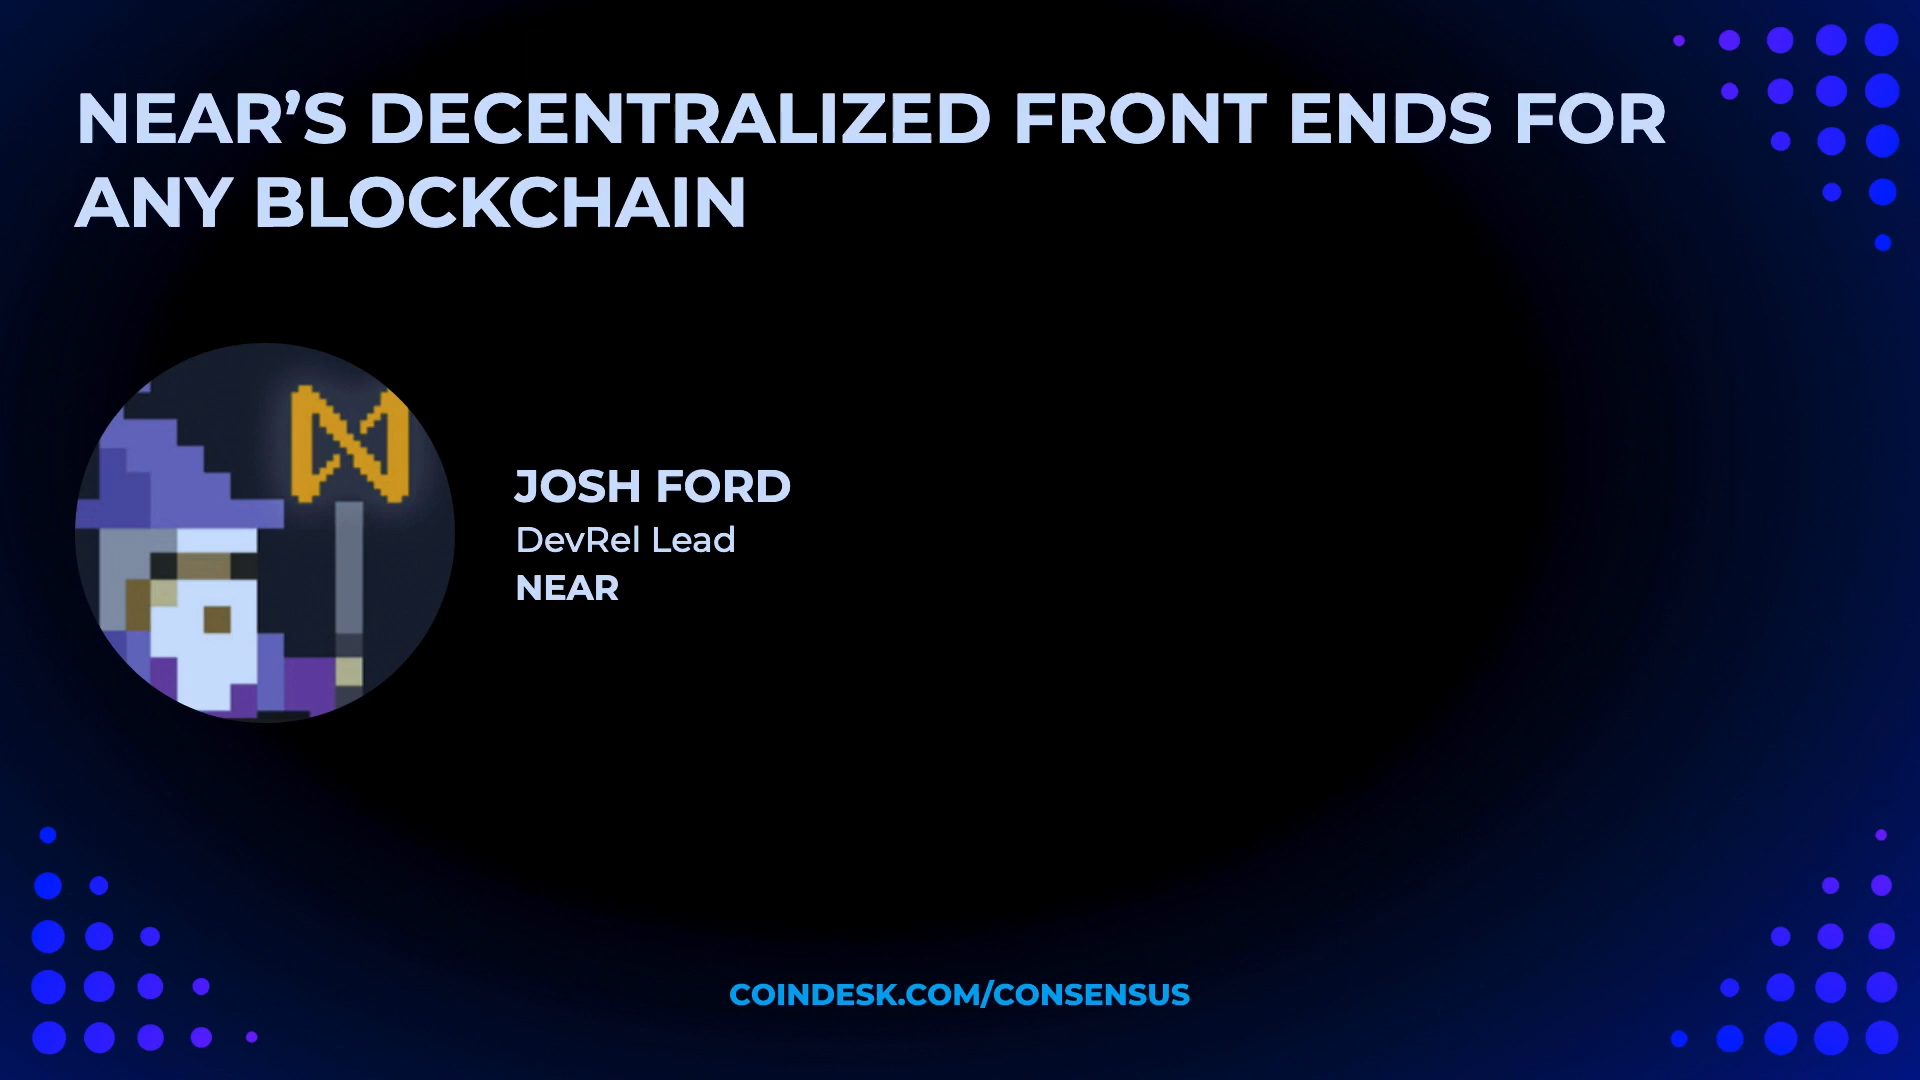 NEAR’S DECENTRALIZED FRONT ENDS FOR
ANY BLOCKCHAIN
JOSH FORD
DevRel Lead
NEAR
COINDESK.COM/CONSENSUS